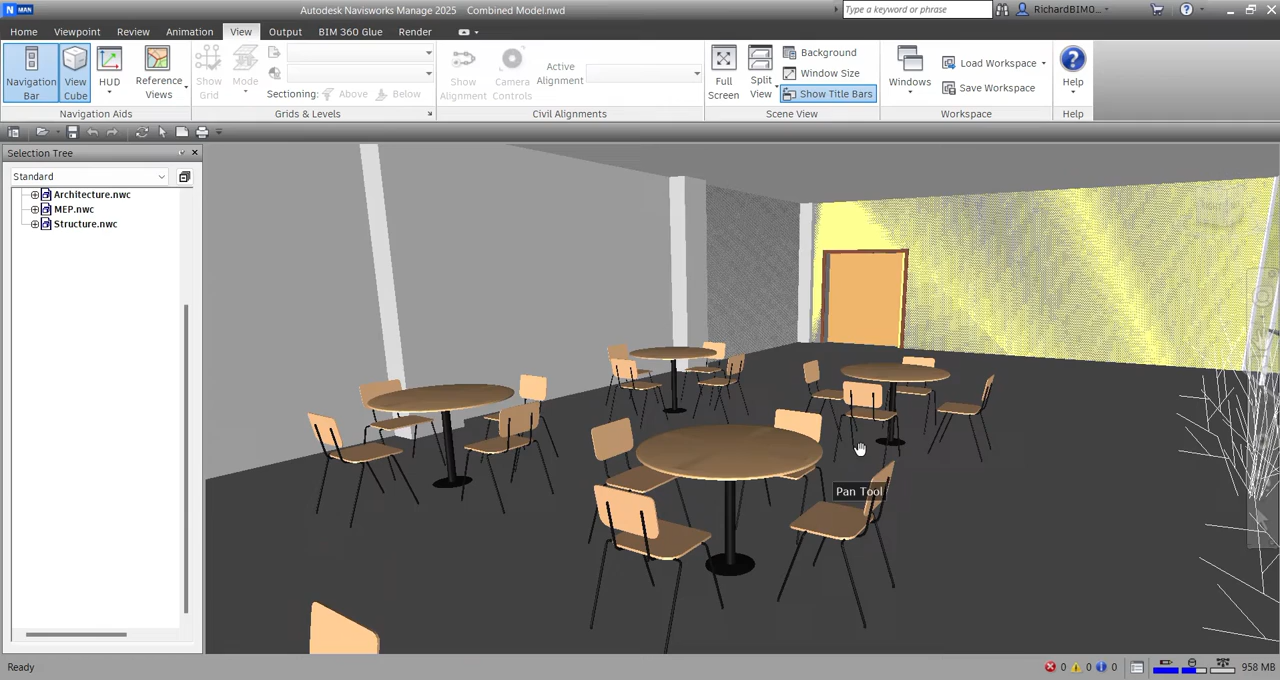 N MAN
Autodesk Navisworks Manage 2025 Combined Model.nwd
Type a keyword or phrase
RichardBIMO...
Home Viewpoint Review Animation View Output BIM 360 Glue Render
Navigation Bar
View Cube
HUD
Reference Views
Navigation Aids
Show Grid
Mode
Sectioning: Above Below
Grids & Levels
Show Alignment
Camera Controls
Active Alignment
Civil Alignments
Full Screen
Split View
Background
Window Size
Show Title Bars
Scene View
Windows
Load Workspace
Save Workspace
Workspace
Help
Help
Selection Tree
Standard
Architecture.nwc
MEP.nwc
Structure.nwc
Pan Tool
Ready
0 0 0 958 MB